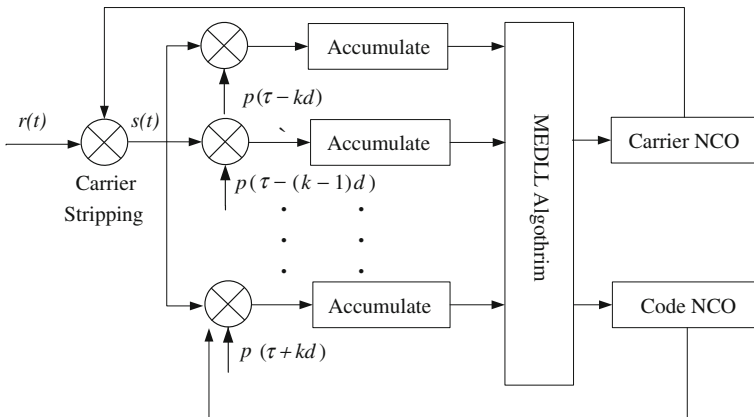 Accumulate
p(τ−kd)
r(t)
s(t)
Accumulate
Carrier NCO
Carrier
Stripping
p(τ−(k−1)d)
MEDLL Algothrim
Accumulate
Code NCO
p (τ+kd)